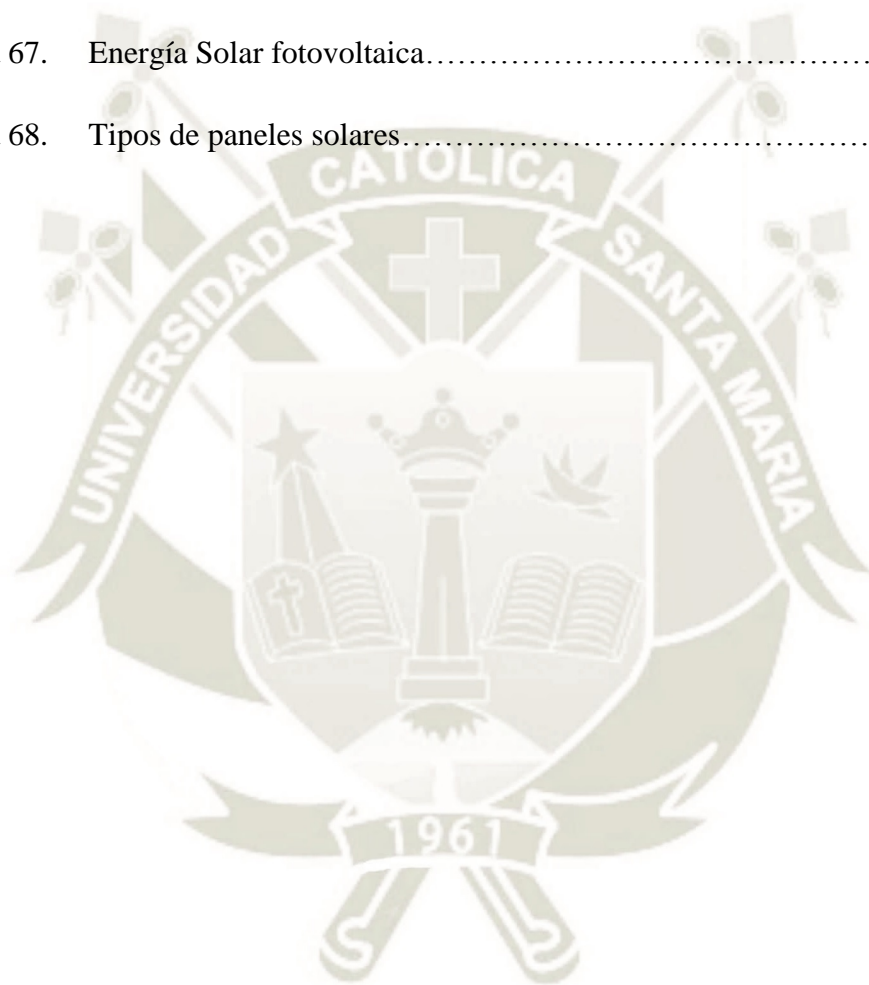 67. Energía Solar fotovoltaica……………………………………
68. Tipos de paneles solares………………………………………
CATOLICA
UNIVERSIDAD
SANTA MARIA
1961